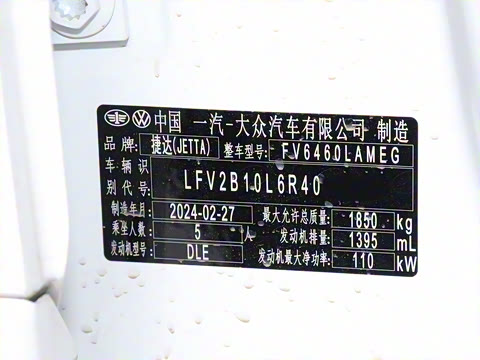 中国 一汽-大众汽车有限公司 制造
品 牌: 捷达(JETTA) 整车型号: FV6460LAMEG
车 辆 识
别 代 号: LFV2B10L6R40
制造年月: 2024-02-27 最大允许总质量: 1850 kg
乘坐人数: 5 人 发动机排量: 1395 mL
发动机型号: DLE 发动机最大净功率: 110 kW